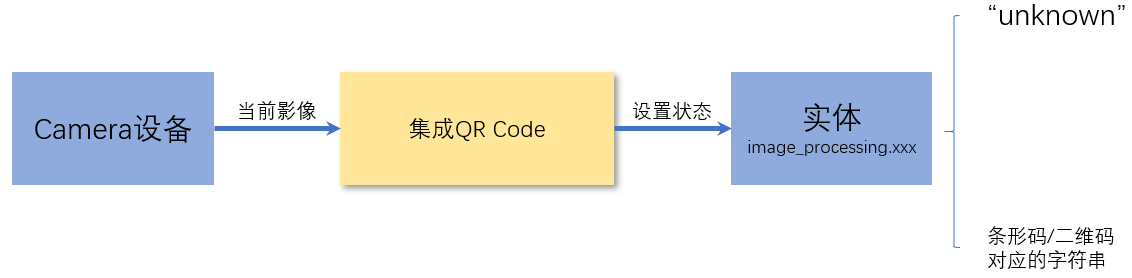 “unknown”
Camera设备
当前影像
集成QR Code
设置状态
实体
image_processing.xxx
条形码/二维码
对应的字符串